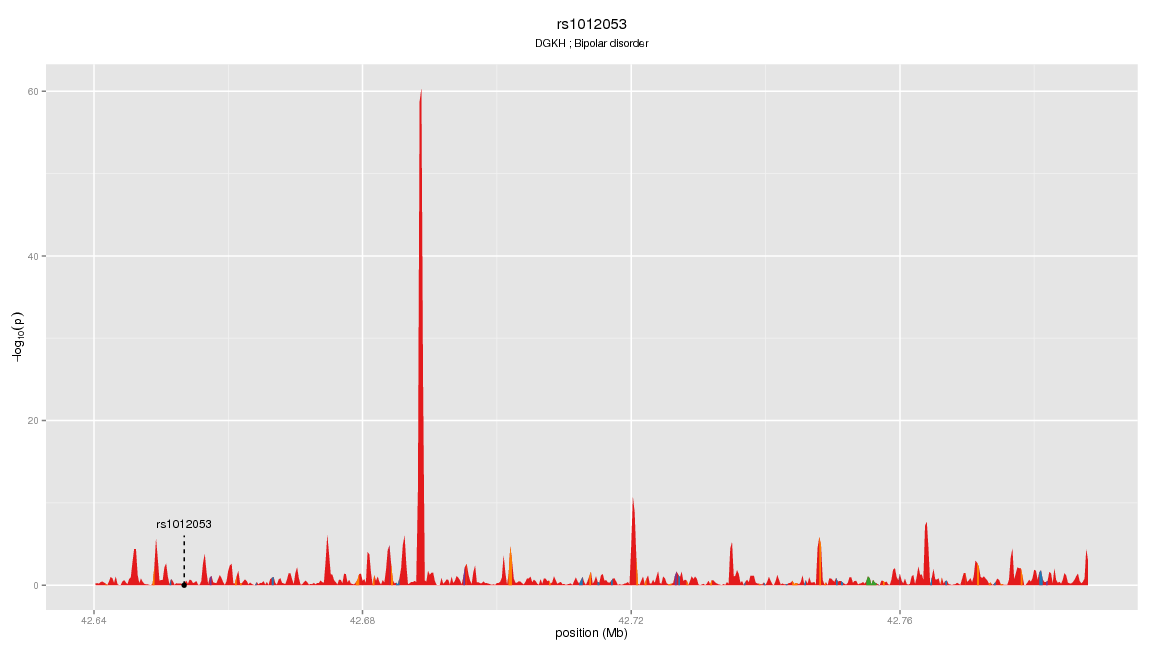 rs1012053
DGKH ; Bipolar disorder
60
40
20
0
−log10(p)
rs1012053
42.64
42.68
42.72
42.76
position (Mb)